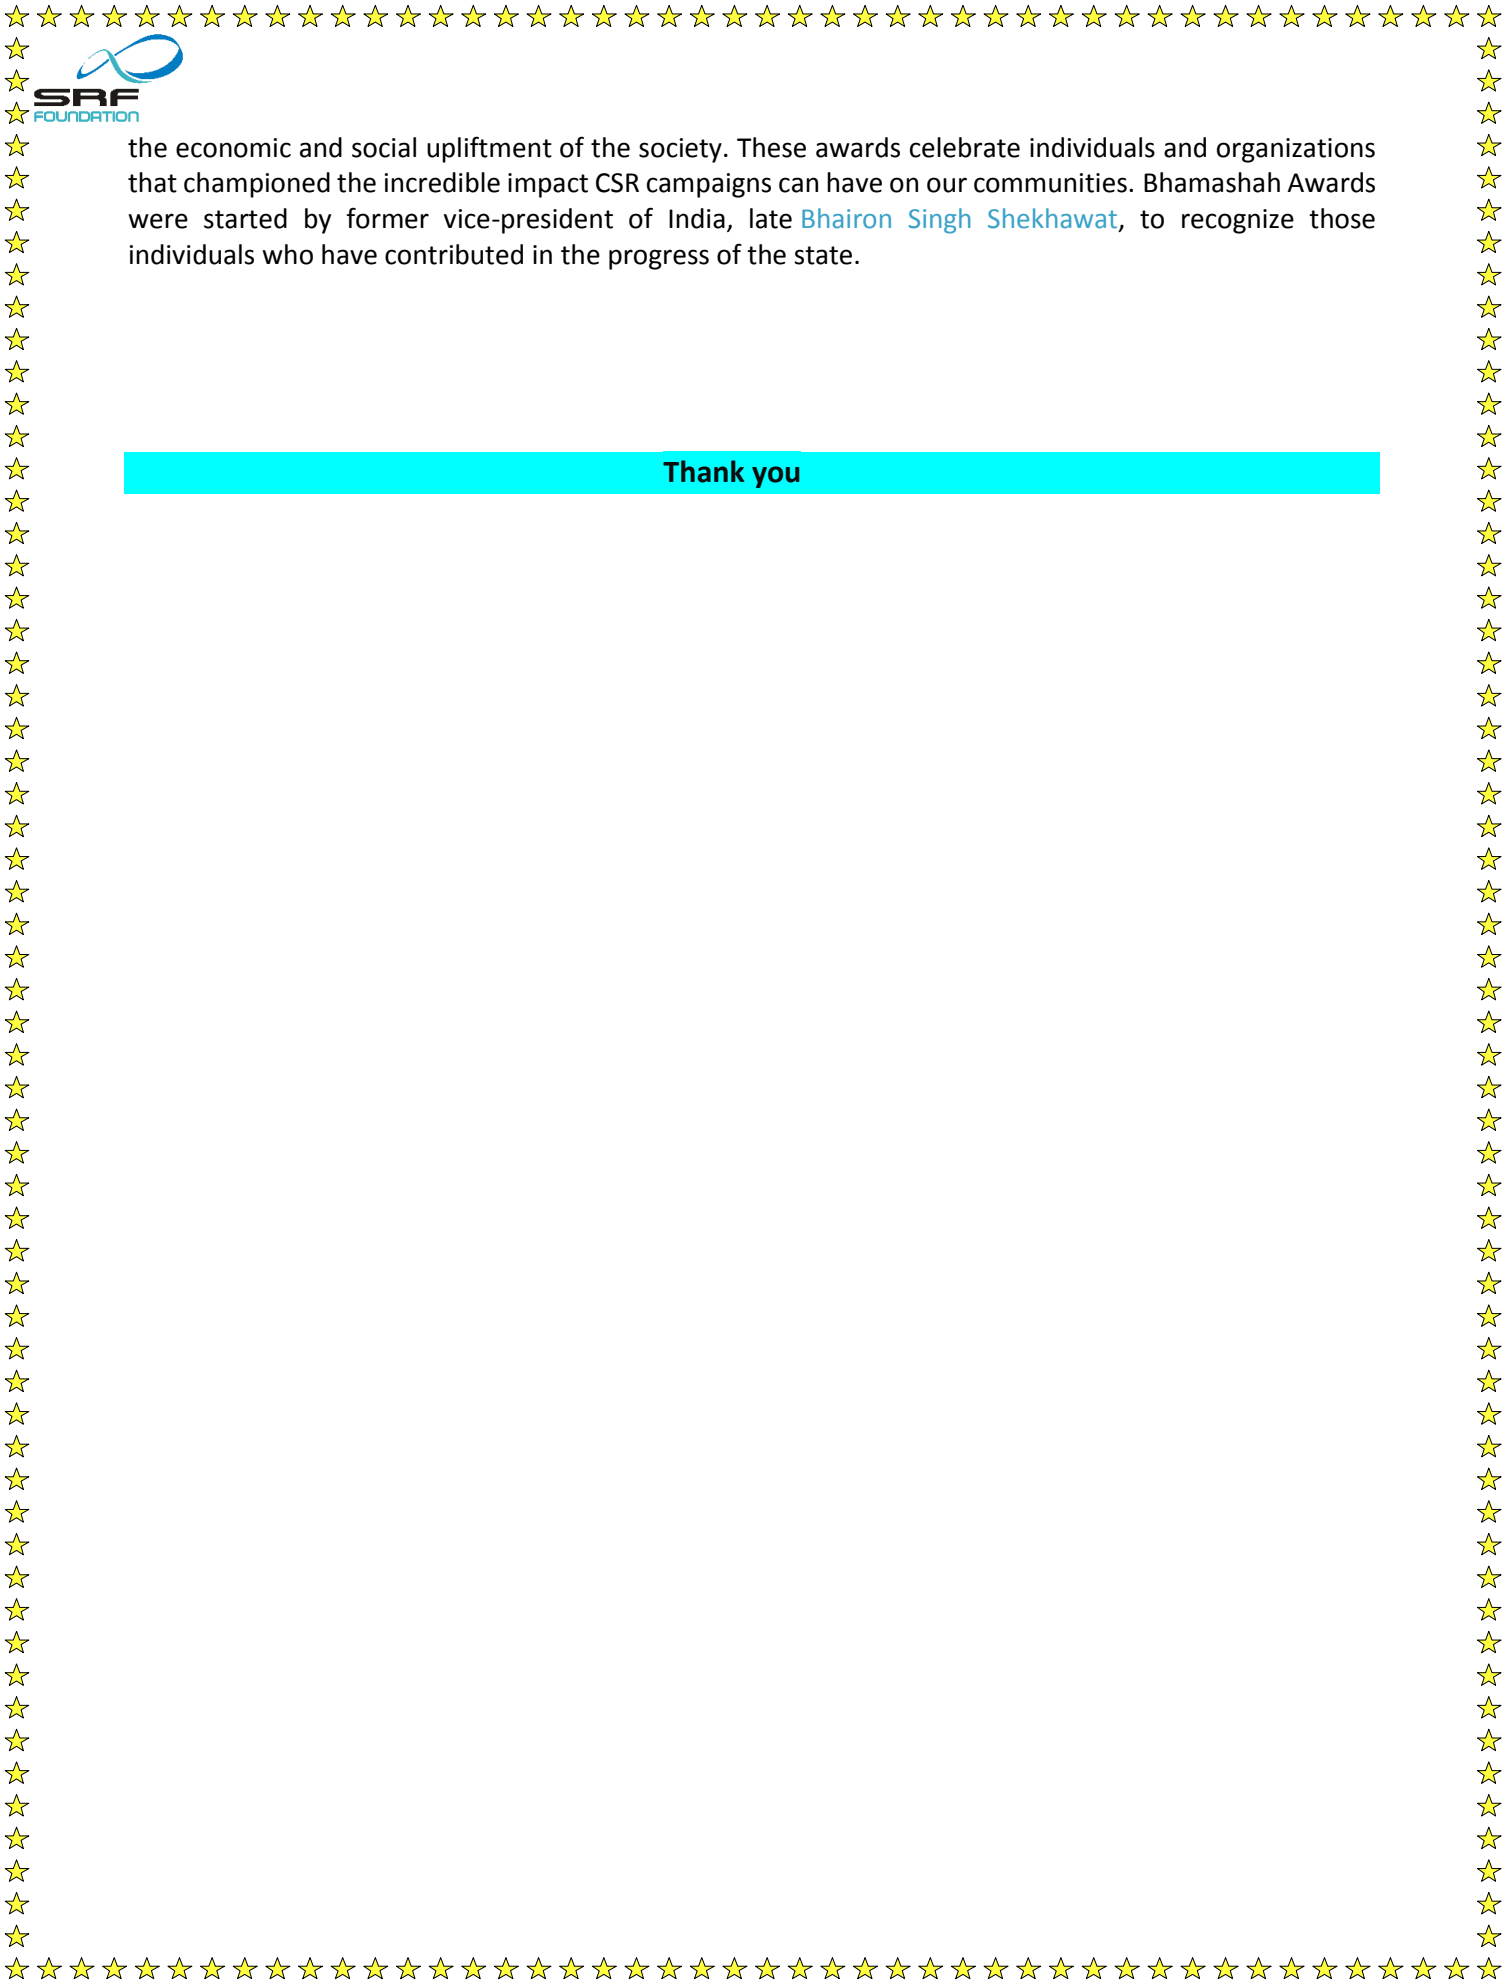 SRF
FOUNDATION
the economic and social upliftment of the society. These awards celebrate individuals and organizations
that championed the incredible impact CSR campaigns can have on our communities. Bhamashah Awards
were started by former vice-president of India, late Bhairon Singh Shekhawat, to recognize those
individuals who have contributed in the progress of the state.
Thank you